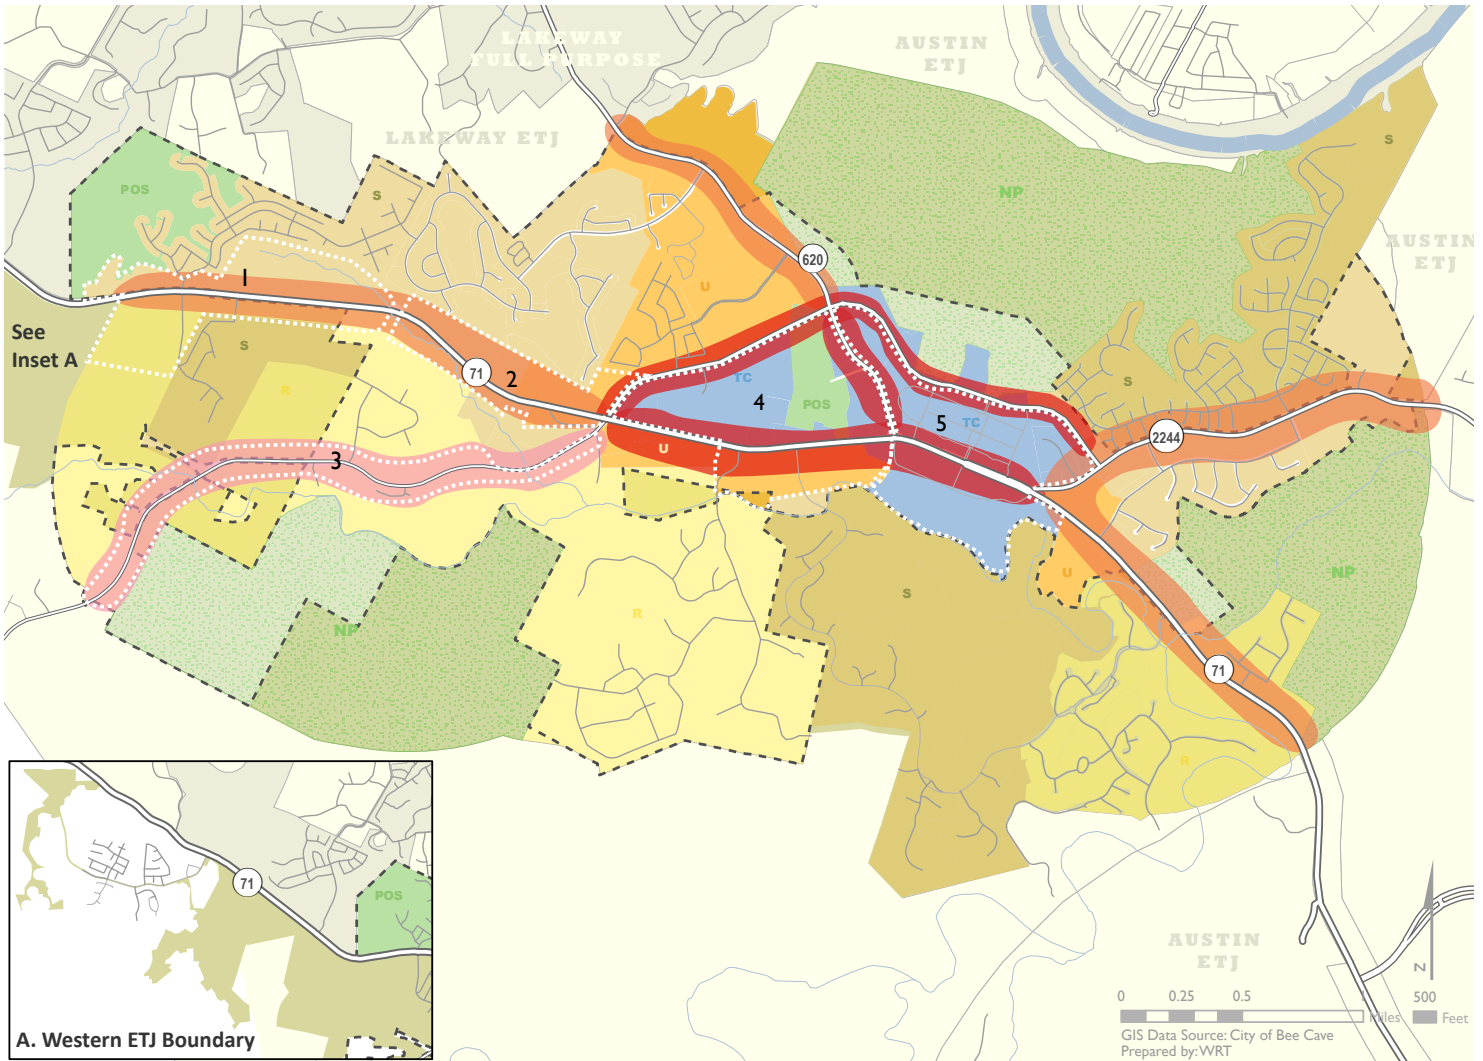 LAKEWAY
FULL PURPOSE
AUSTIN
ETJ
LAKEWAY ETJ
S
POS
S
NP
AUSTIN
ETJ
620
1
U
See
Inset A
S
R
71
2
TC
4
POS
5
TC
S
2244
U
3
NP
U
S
NP
R
71
R
71
POS
A. Western ETJ Boundary
AUSTIN
ETJ
N
0 0.25 0.5 1 500
Miles Feet
GIS Data Source: City of Bee Cave
Prepared by: WRT